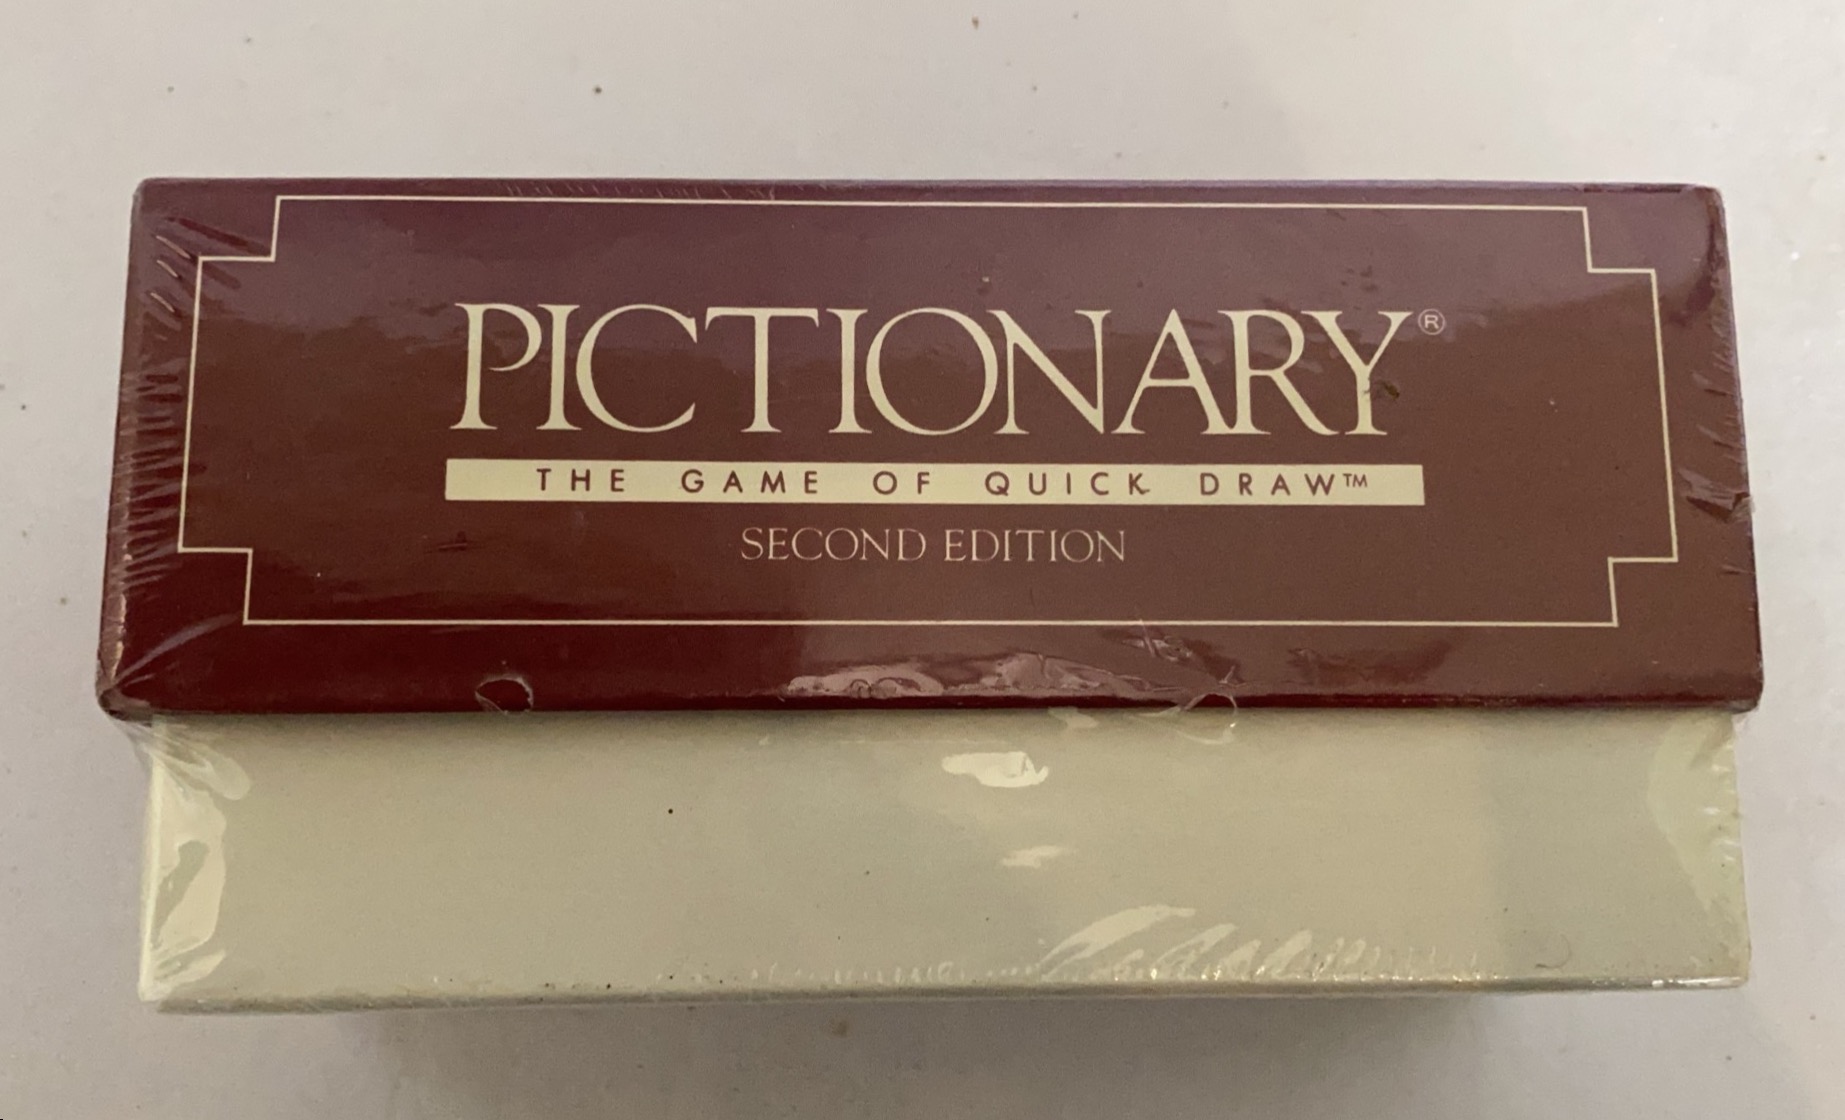 PICTIONARY®
THE GAME OF QUICK DRAW™
SECOND EDITION